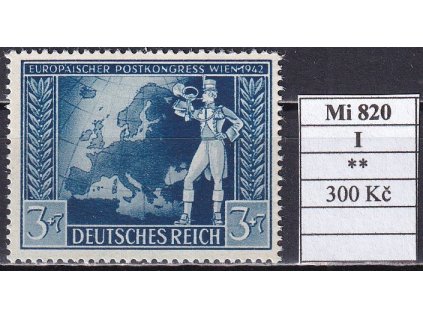 EUROPÄISCHER POSTKONGRESS WIEN 1942
3+7 3+7
DEUTSCHES REICH
Mi 820
I
**
300 Kč